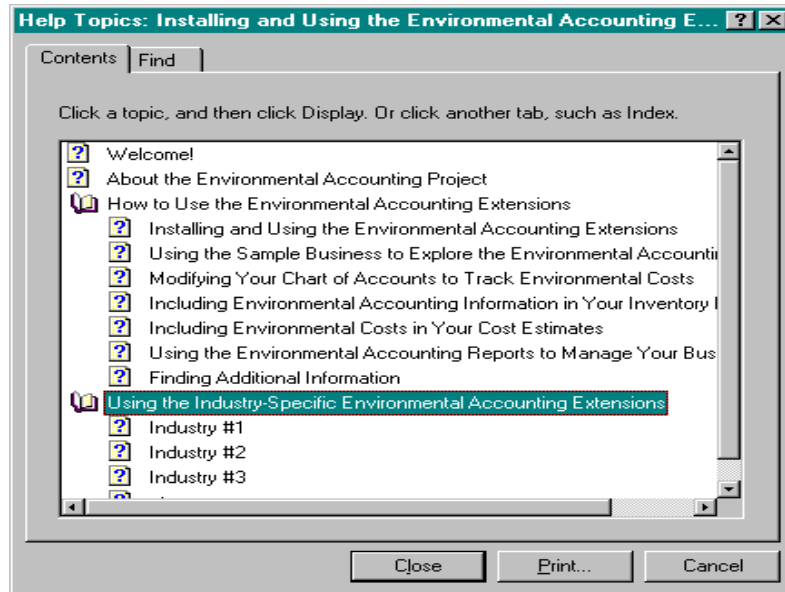 Help Topics: Installing and Using the Environmental Accounting E...
Contents Find
Click a topic, and then click Display. Or click another tab, such as Index.
Welcome!
About the Environmental Accounting Project
How to Use the Environmental Accounting Extensions
Installing and Using the Environmental Accounting Extensions
Using the Sample Business to Explore the Environmental Accounti
Modifying Your Chart of Accounts to Track Environmental Costs
Including Environmental Accounting Information in Your Inventory
Including Environmental Costs in Your Cost Estimates
Using the Environmental Accounting Reports to Manage Your Bus
Finding Additional Information
Using the Industry-Specific Environmental Accounting Extensions
Industry #1
Industry #2
Industry #3
Close Print... Cancel